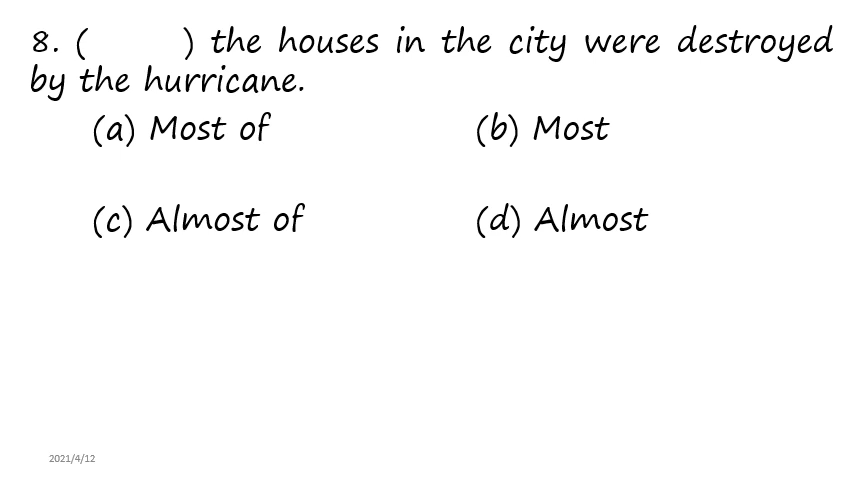 8. ( ) the houses in the city were destroyed
by the hurricane.
(a) Most of (b) Most
(c) Almost of (d) Almost
2021/4/12